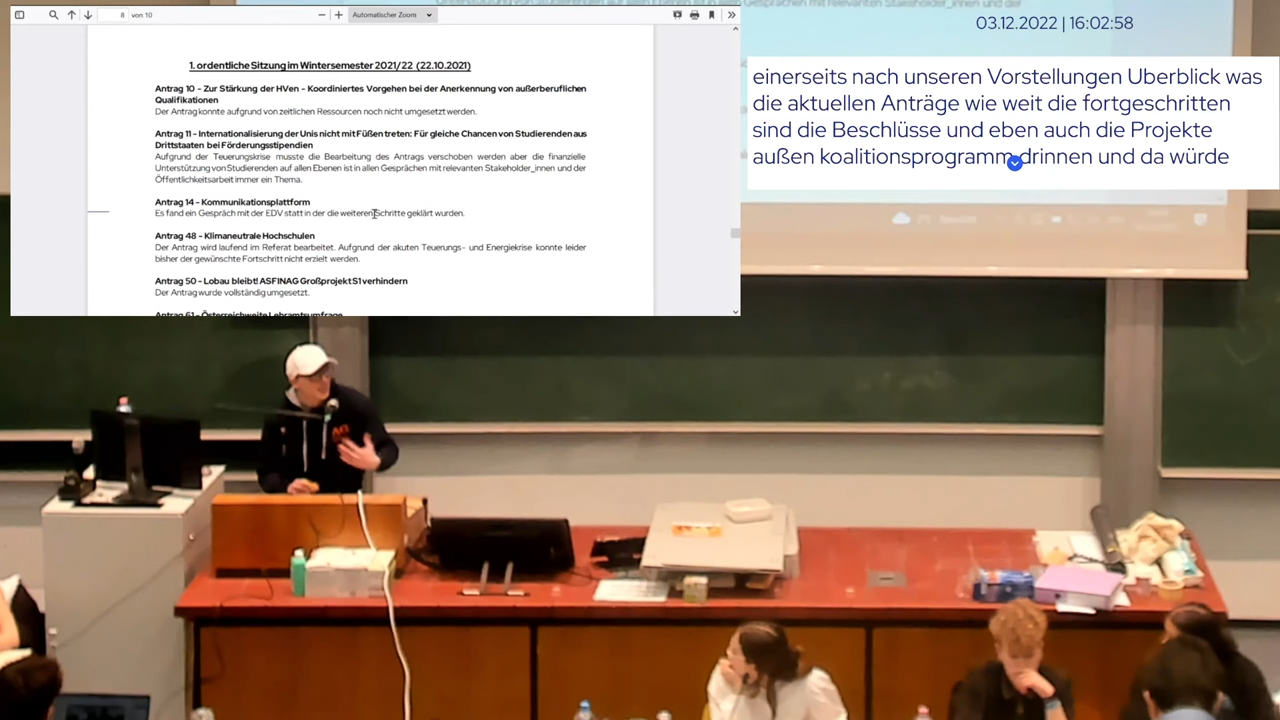 8 von 10
Automatischer Zoom
1. ordentliche Sitzung im Wintersemester 2021/22 (22.10.2021)
Antrag 10 - Zur Stärkung der HVen - Koordiniertes Vorgehen bei der Anerkennung von außerberuflichen
Qualifikationen
Der Antrag konnte aufgrund von zeitlichen Ressourcen noch nicht umgesetzt werden.
Antrag 11 - Internationalisierung der Unis nicht mit Füßen treten: Für gleiche Chancen von Studierenden aus
Drittstaaten bei Förderungsstipendien
Aufgrund der Teuerungskrise musste die Bearbeitung des Antrags verschoben werden aber die finanzielle
Unterstützung von Studierenden auf allen Ebenen ist in allen Gesprächen mit relevanten Stakeholder_innen und der
Öffentlichkeitsarbeit immer ein Thema.
Antrag 14 - Kommunikationsplattform
Es fand ein Gespräch mit der EDV statt in der die weiteren Schritte geklärt wurden.
Antrag 48 - Klimaneutrale Hochschulen
Der Antrag wird laufend im Referat bearbeitet. Aufgrund der akuten Teuerungs- und Energiekrise konnte leider
bisher der gewünschte Fortschritt nicht erzielt werden.
Antrag 50 - Lobau bleibt! ASFINAG Großprojekt S1 verhindern
Der Antrag wurde vollständig umgesetzt.
Antrag 61 - Österreichweite Lehramtsumfrage
03.12.2022 | 16:02:58
einerseits nach unseren Vorstellungen Uberblick was
die aktuellen Anträge wie weit die fortgeschritten
sind die Beschlüsse und eben auch die Projekte
außen koalitionsprogramm drinnen und da würde